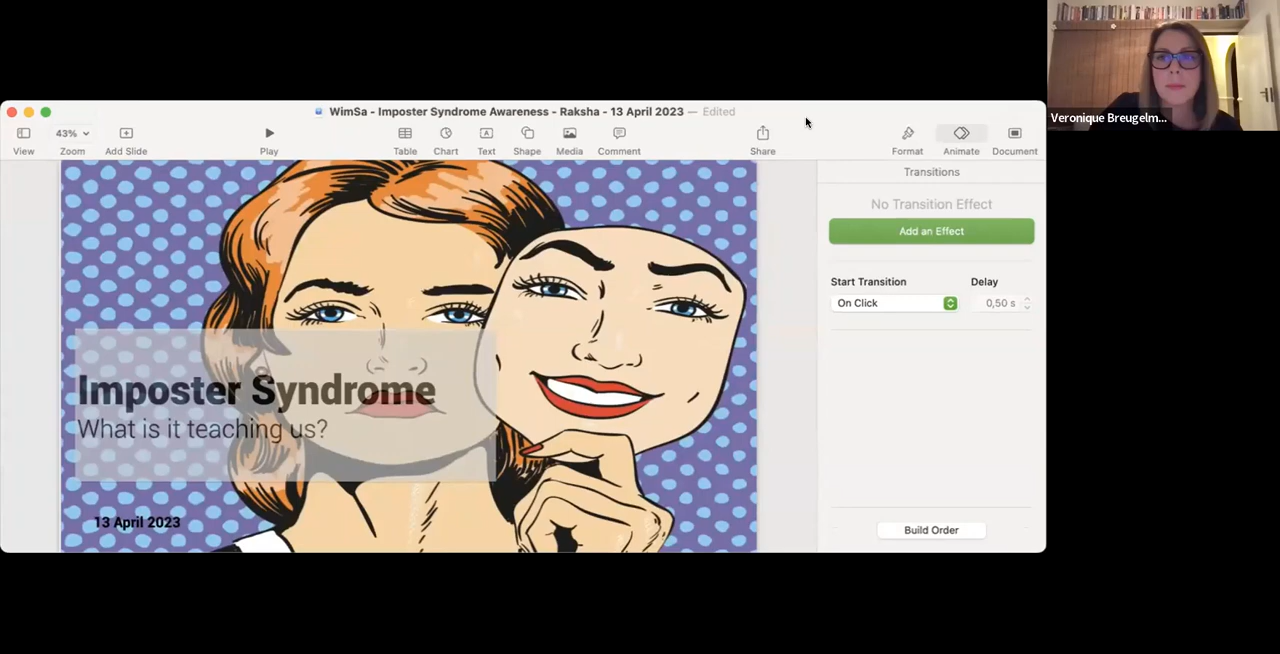 WimSa - Imposter Syndrome Awareness - Raksha - 13 April 2023 — Edited
43%
View
Zoom
Add Slide
Play
Table
Chart
Text
Shape
Media
Comment
Share
Format
Animate
Document
Transitions
No Transition Effect
Add an Effect
Start Transition
Delay
On Click
0,50 s
Build Order
Imposter Syndrome
What is it teaching us?
13 April 2023
Veronique Breugelm...